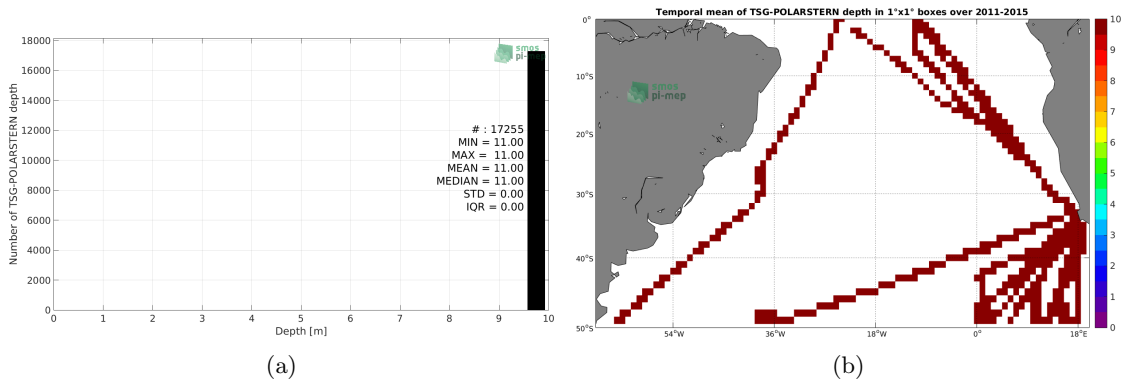 18000
16000
14000
12000
10000
8000
6000
4000
2000
0
Number of TSG-POLARSTERN depth
smos
pi-mep
# : 17255
MIN = 11.00
MAX = 11.00
MEAN = 11.00
MEDIAN = 11.00
STD = 0.00
IQR = 0.00
0 1 2 3 4 5 6 7 8 9 10
Depth [m]
(a)
Temporal mean of TSG-POLARSTERN depth in 1°x1° boxes over 2011-2015
0°
10°S
20°S
30°S
40°S
50°S
smos
pi-mep
54°W 36°W 18°W 0° 18°E
10
9
8
7
6
5
4
3
2
1
0
(b)